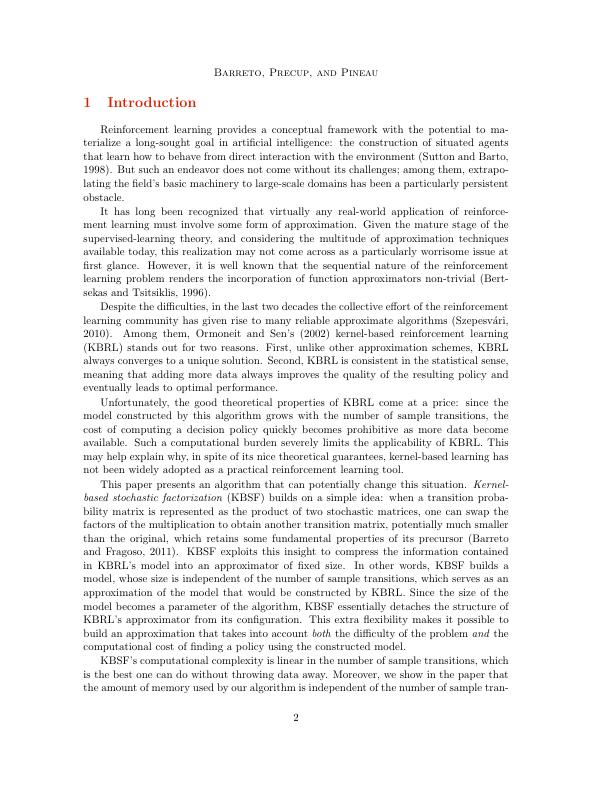 Barreto, Precup, and Pineau
1 Introduction
Reinforcement learning provides a conceptual framework with the potential to ma-
terialize a long-sought goal in artificial intelligence: the construction of situated agents
that learn how to behave from direct interaction with the environment (Sutton and Barto,
1998). But such an endeavor does not come without its challenges; among them, extrapo-
lating the field's basic machinery to large-scale domains has been a particularly persistent
obstacle.
It has long been recognized that virtually any real-world application of reinforce-
ment learning must involve some form of approximation. Given the mature stage of the
supervised-learning theory, and considering the multitude of approximation techniques
available today, this realization may not come across as a particularly worrisome issue at
first glance. However, it is well known that the sequential nature of the reinforcement
learning problem renders the incorporation of function approximators non-trivial (Bert-
sekas and Tsitsiklis, 1996).
Despite the difficulties, in the last two decades the collective effort of the reinforcement
learning community has given rise to many reliable approximate algorithms (Szepesvári,
2010). Among them, Ormoneit and Sen's (2002) kernel-based reinforcement learning
(KBRL) stands out for two reasons. First, unlike other approximation schemes, KBRL
always converges to a unique solution. Second, KBRL is consistent in the statistical sense,
meaning that adding more data always improves the quality of the resulting policy and
eventually leads to optimal performance.
Unfortunately, the good theoretical properties of KBRL come at a price: since the
model constructed by this algorithm grows with the number of sample transitions, the
cost of computing a decision policy quickly becomes prohibitive as more data become
available. Such a computational burden severely limits the applicability of KBRL. This
may help explain why, in spite of its nice theoretical guarantees, kernel-based learning has
not been widely adopted as a practical reinforcement learning tool.
This paper presents an algorithm that can potentially change this situation. Kernel-
based stochastic factorization (KBSF) builds on a simple idea: when a transition proba-
bility matrix is represented as the product of two stochastic matrices, one can swap the
factors of the multiplication to obtain another transition matrix, potentially much smaller
than the original, which retains some fundamental properties of its precursor (Barreto
and Fragoso, 2011). KBSF exploits this insight to compress the information contained
in KBRL's model into an approximator of fixed size. In other words, KBSF builds a
model, whose size is independent of the number of sample transitions, which serves as an
approximation of the model that would be constructed by KBRL. Since the size of the
model becomes a parameter of the algorithm, KBSF essentially detaches the structure of
KBRL's approximator from its configuration. This extra flexibility makes it possible to
build an approximation that takes into account both the difficulty of the problem and the
computational cost of finding a policy using the constructed model.
KBSF's computational complexity is linear in the number of sample transitions, which
is the best one can do without throwing data away. Moreover, we show in the paper that
the amount of memory used by our algorithm is independent of the number of sample tran-
2